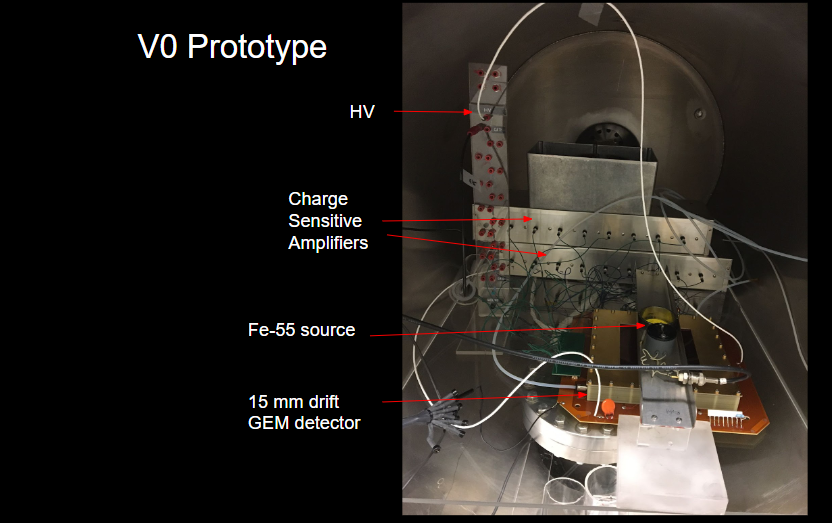 V0 Prototype
HV
Charge
Sensitive
Amplifiers
Fe-55 source
15 mm drift
GEM detector